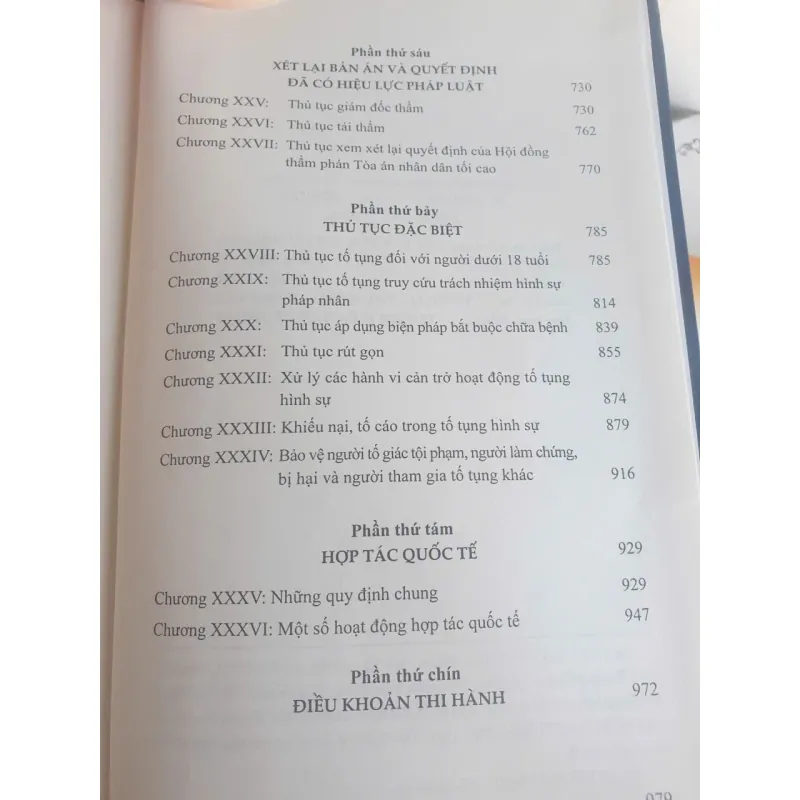 Phần thứ sáu
XÉT LẠI BẢN ÁN VÀ QUYẾT ĐỊNH
ĐÃ CÓ HIỆU LỰC PHÁP LUẬT 730
Chương XXV: Thủ tục giám đốc thẩm 730
Chương XXVI: Thủ tục tái thẩm 762
Chương XXVII: Thủ tục xem xét lại quyết định của Hội đồng
thẩm phán Tòa án nhân dân tối cao 770
Phần thứ bảy
THỦ TỤC ĐẶC BIỆT 785
Chương XXVIII: Thủ tục tố tụng đối với người dưới 18 tuổi 785
Chương XXIX: Thủ tục tố tụng truy cứu trách nhiệm hình sự
pháp nhân 814
Chương XXX: Thủ tục áp dụng biện pháp bắt buộc chữa bệnh 839
Chương XXXI: Thủ tục rút gọn 855
Chương XXXII: Xử lý các hành vi cản trở hoạt động tố tụng
hình sự 874
Chương XXXIII: Khiếu nại, tố cáo trong tố tụng hình sự 879
Chương XXXIV: Bảo vệ người tố giác tội phạm, người làm chứng,
bị hại và người tham gia tố tụng khác 916
Phần thứ tám
HỢP TÁC QUỐC TẾ 929
Chương XXXV: Những quy định chung 929
Chương XXXVI: Một số hoạt động hợp tác quốc tế 947
Phần thứ chín
ĐIỀU KHOẢN THI HÀNH 972